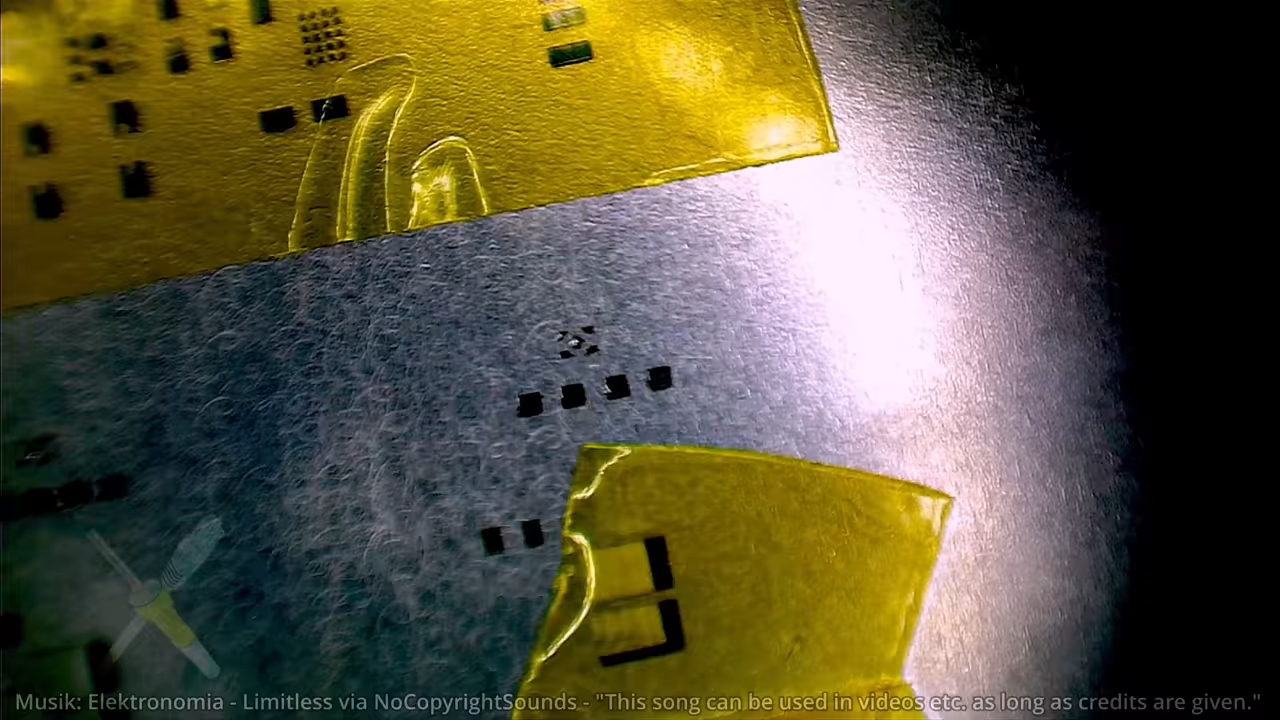 Musik: Elektronomia - Limitless via NoCopyrightSounds - "This song can be used in videos etc. as long as credits are given."